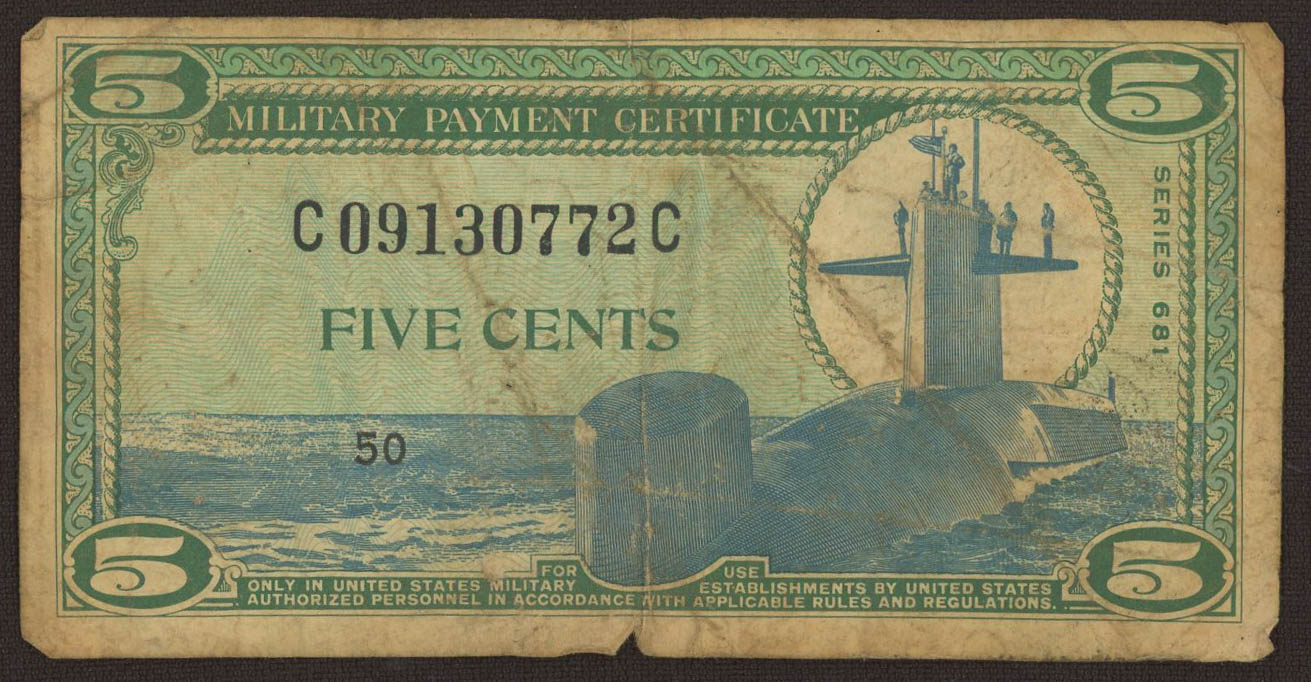 5 5
MILITARY PAYMENT CERTIFICATE
SERIES 681
C09130772C
FIVE CENTS
50
FOR USE
ONLY IN UNITED STATES MILITARY ESTABLISHMENTS BY UNITED STATES
AUTHORIZED PERSONNEL IN ACCORDANCE WITH APPLICABLE RULES AND REGULATIONS.
5 5